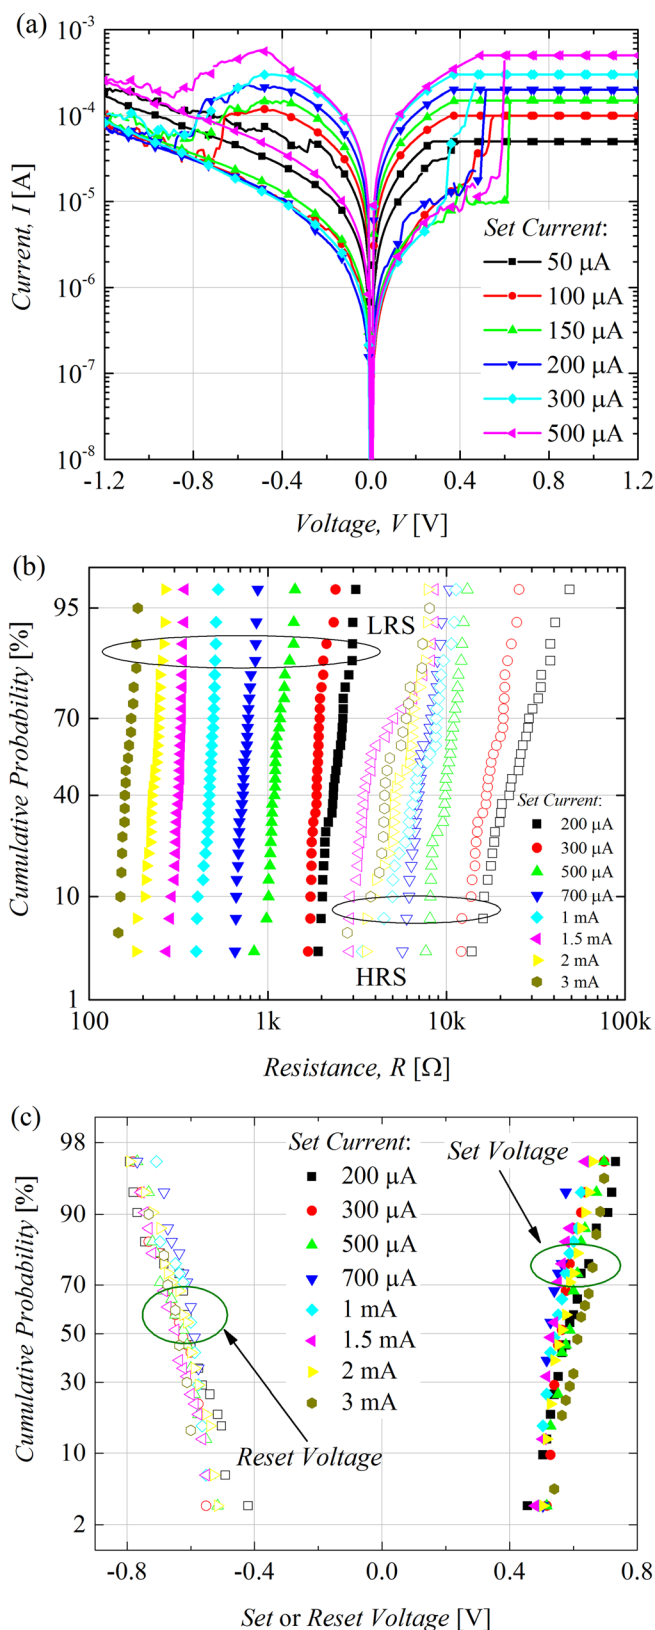 (a)
10⁻³
10⁻⁴
10⁻⁵
10⁻⁶
10⁻⁷
10⁻⁸
Current, I [A]
Set Current:
50 μA
100 μA
150 μA
200 μA
300 μA
500 μA
-1.2 -0.8 -0.4 0.0 0.4 0.8 1.2
Voltage, V [V]
(b)
95
70
40
10
1
Cumulative Probability [%]
LRS
Set Current:
200 μA
300 μA
500 μA
700 μA
1 mA
1.5 mA
2 mA
3 mA
HRS
100 1k 10k 100k
Resistance, R [Ω]
(c)
98
90
70
50
30
10
2
Cumulative Probability [%]
Set Current:
200 μA
300 μA
500 μA
700 μA
1 mA
1.5 mA
2 mA
3 mA
Set Voltage
Reset Voltage
-0.8 -0.4 0.0 0.4 0.8
Set or Reset Voltage [V]